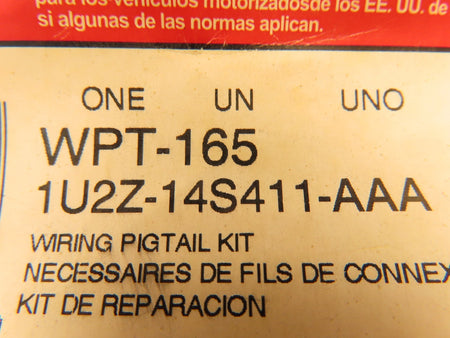 para los vehículos motorizados de los EE. UU. de
si algunas de las normas aplican.
ONE UN UNO
WPT-165
1U2Z-14S411-AAA
WIRING PIGTAIL KIT
NECESSAIRES DE FILS DE CONNEX
KIT DE REPARACION